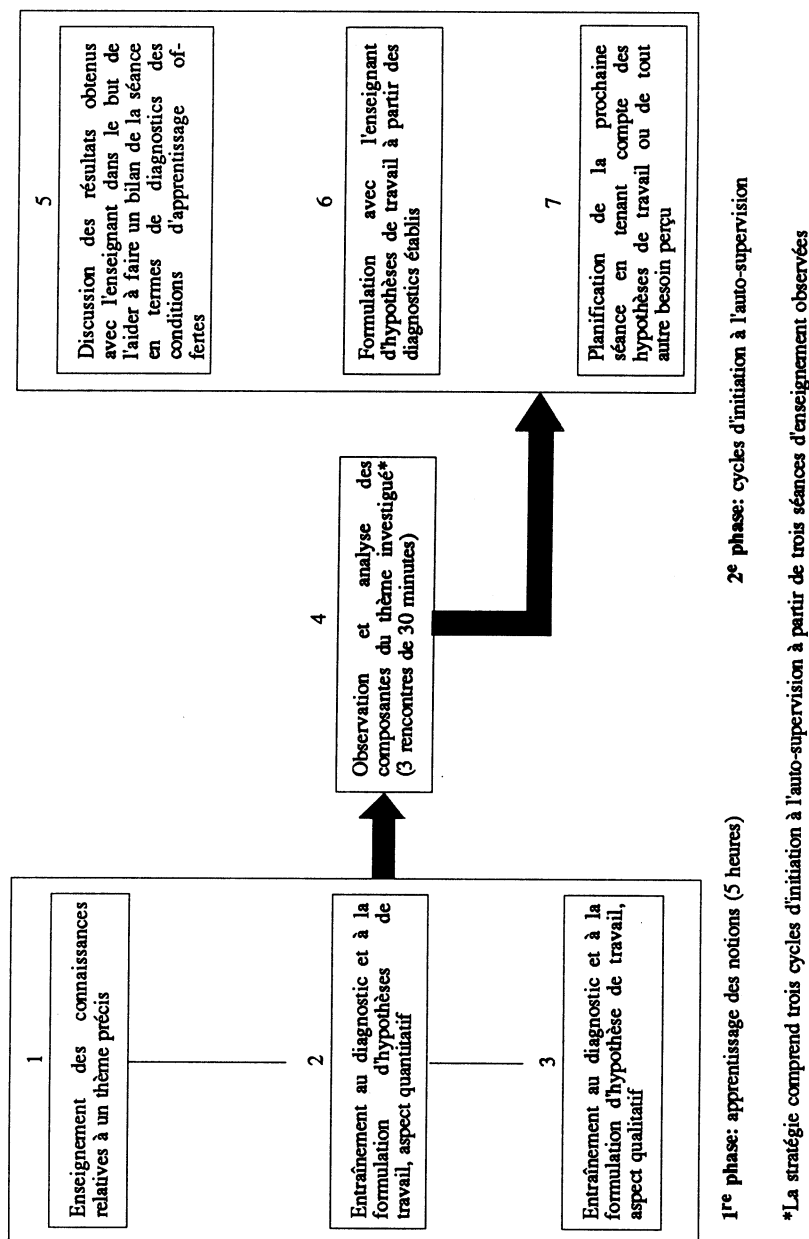 1
Enseignement des connaissances
relatives à un thème précis
2
Entraînement au diagnostic et à la
formulation d'hypothèses de
travail, aspect quantitatif
3
Entraînement au diagnostic et à la
formulation d'hypothèse de travail,
aspect qualitatif
4
Observation et analyse des
composantes du thème investigué*
(3 rencontres de 30 minutes)
5
Discussion des résultats obtenus
avec l'enseignant dans le but de
l'aider à faire un bilan de la séance
en termes de diagnostics des
conditions d'apprentissage of-
fertes
6
Formulation avec l'enseignant
d'hypothèses de travail à partir des
diagnostics établis
7
Planification de la prochaine
séance en tenant compte des
hypothèses de travail ou de tout
autre besoin perçu
1re phase: apprentissage des notions (5 heures)
2e phase: cycles d'initiation à l'auto-supervision
*La stratégie comprend trois cycles d'initiation à l'auto-supervision à partir de trois séances d'enseignement observées